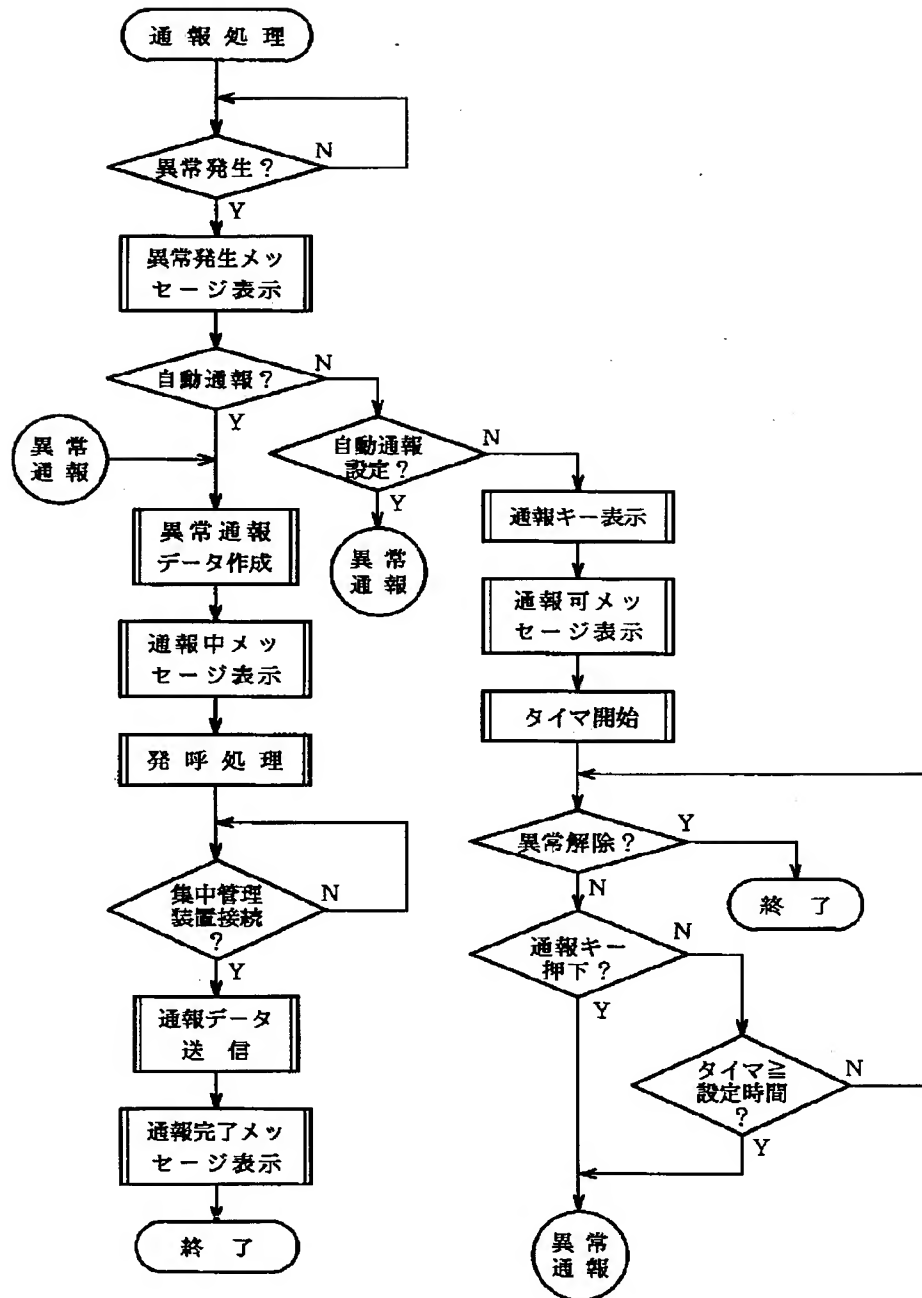 通報処理
異常発生？
N
Y
異常発生メッ
セージ表示
自動通報？
N
Y
異常
通報
異常通報
データ作成
通報中メッ
セージ表示
発呼処理
集中管理
装置接続
？
N
Y
通報データ
送信
通報完了メッ
セージ表示
終了
自動通報
設定？
N
Y
異常
通報
通報キー表示
通報可メッ
セージ表示
タイマ開始
異常解除？
Y
N
終了
通報キー
押下？
N
Y
タイマ≧
設定時間
？
N
Y
異常
通報